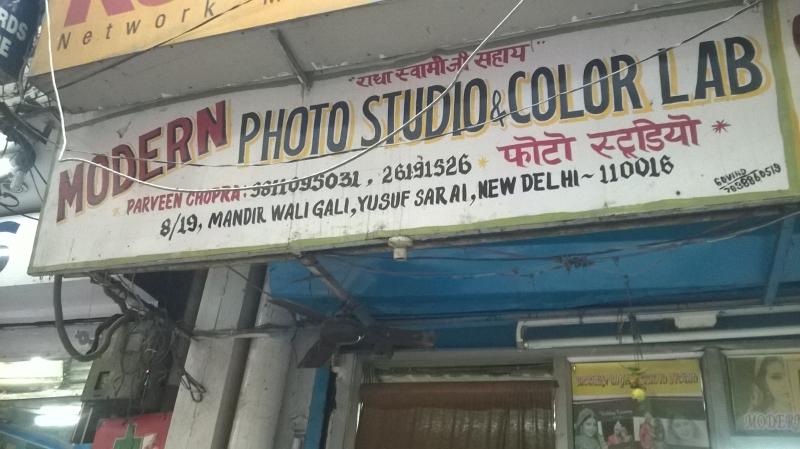 Network
"राधा स्वामीजी सहाय"
MODERN PHOTO STUDIO & COLOR LAB
PARVEEN CHOPRA: 9811095031, 26191526 * फोटो स्टूडियो *
8/19, MANDIR WALI GALI, YUSUF SARAI, NEW DELHI~110016
GOVIND
MODERN